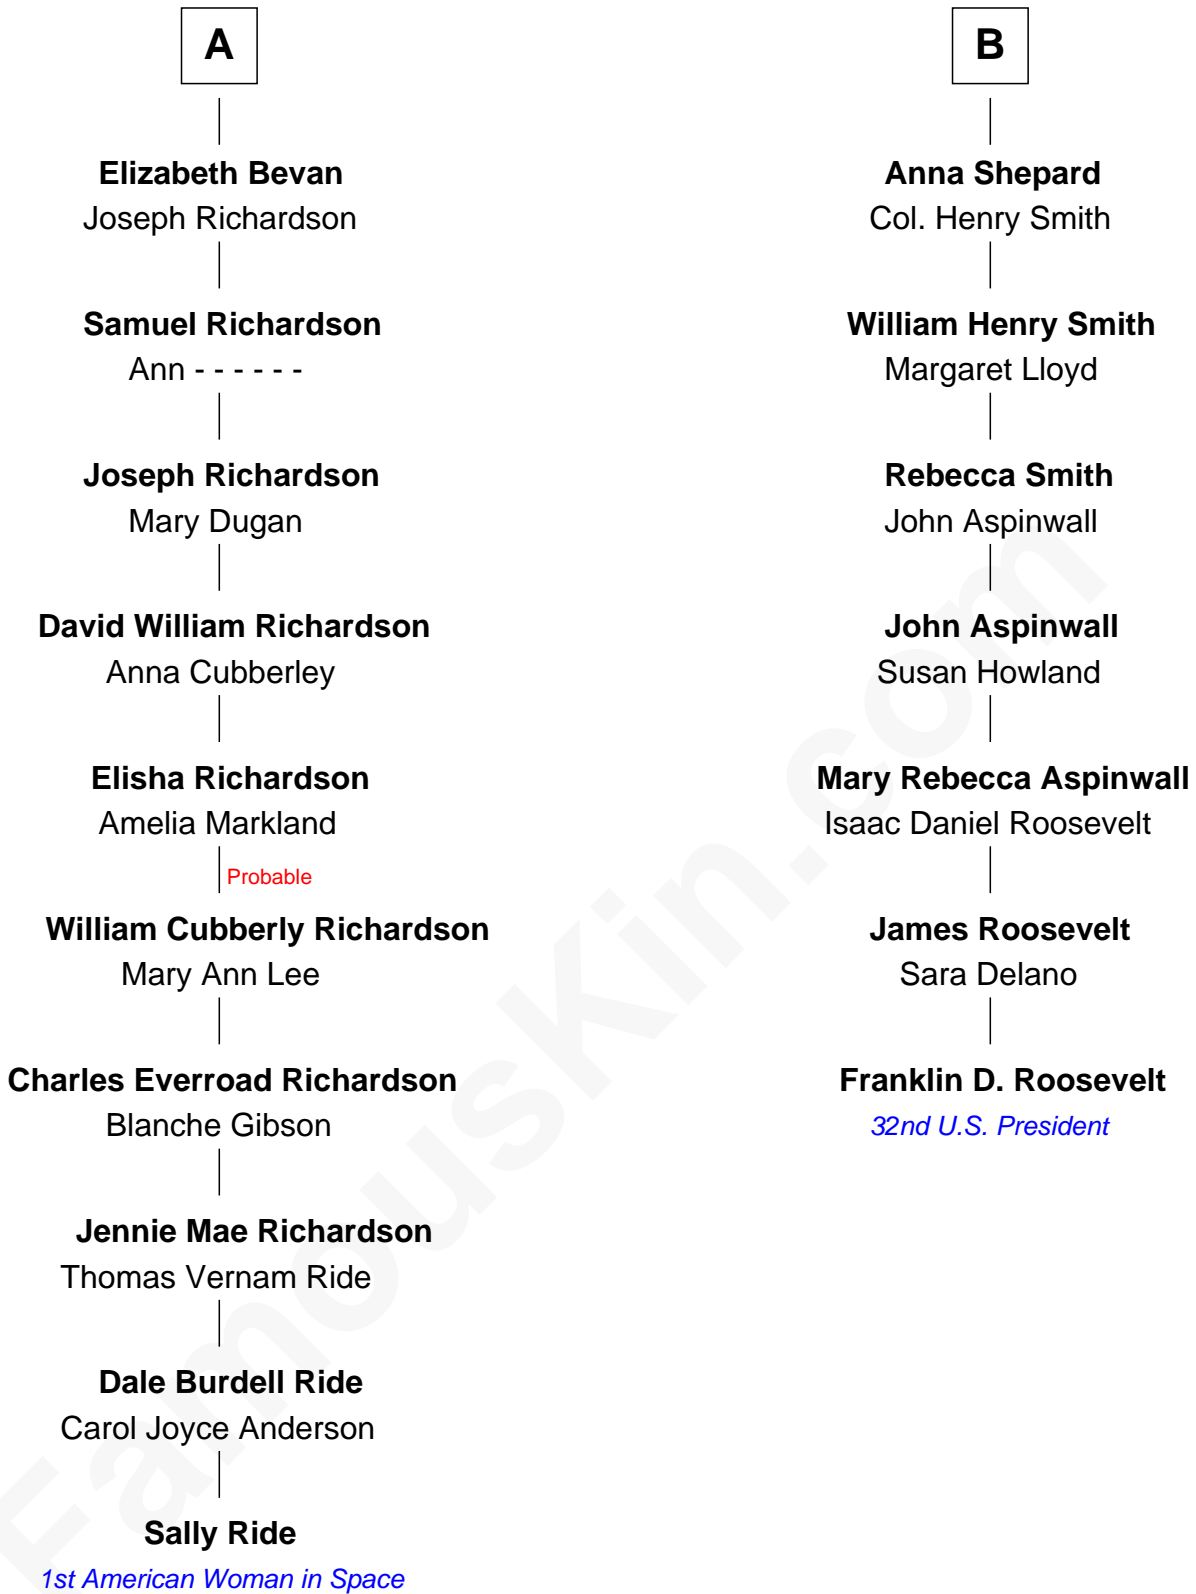 A
Elizabeth Bevan
Joseph Richardson
Samuel Richardson
Ann - - - - - -
Joseph Richardson
Mary Dugan
David William Richardson
Anna Cubberley
Elisha Richardson
Amelia Markland
Probable
William Cubberly Richardson
Mary Ann Lee
Charles Everroad Richardson
Blanche Gibson
Jennie Mae Richardson
Thomas Vernam Ride
Dale Burdell Ride
Carol Joyce Anderson
Sally Ride
1st American Woman in Space
B
Anna Shepard
Col. Henry Smith
William Henry Smith
Margaret Lloyd
Rebecca Smith
John Aspinwall
John Aspinwall
Susan Howland
Mary Rebecca Aspinwall
Isaac Daniel Roosevelt
James Roosevelt
Sara Delano
Franklin D. Roosevelt
32nd U.S. President
FamousKin.com